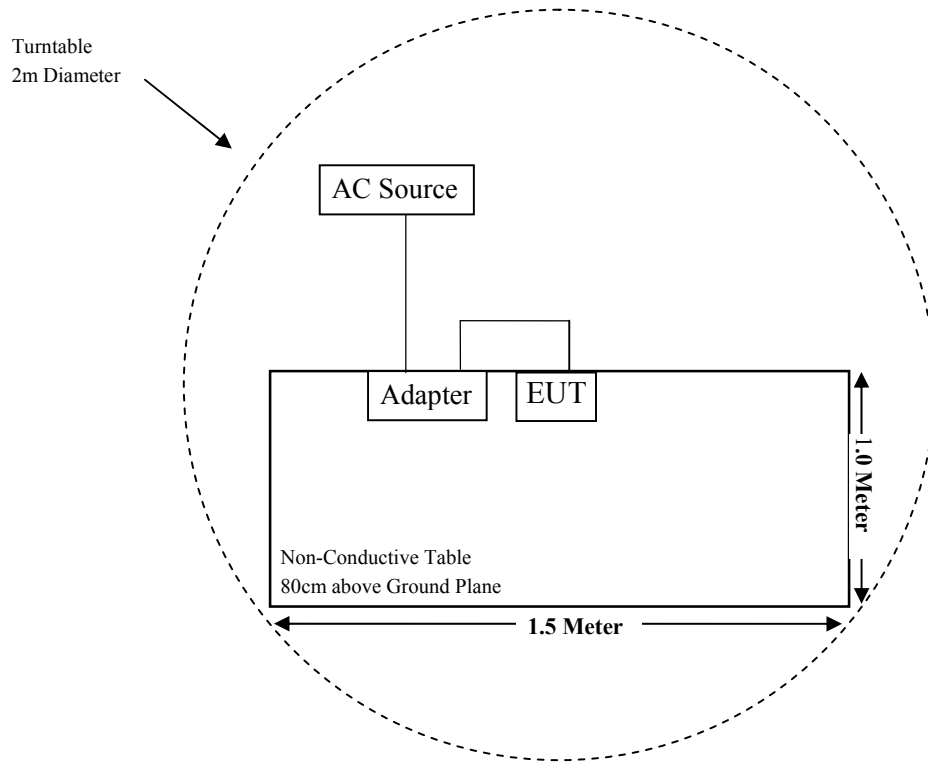 Turntable
2m Diameter
AC Source
Adapter
EUT
1.0 Meter
Non-Conductive Table
80cm above Ground Plane
1.5 Meter